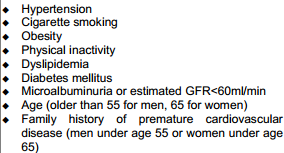 ◆ Hypertension
◆ Cigarette smoking
◆ Obesity
◆ Physical inactivity
◆ Dyslipidemia
◆ Diabetes mellitus
◆ Microalbuminuria or estimated GFR<60ml/min
◆ Age (older than 55 for men, 65 for women)
◆ Family history of premature cardiovascular
disease (men under age 55 or women under age
65)